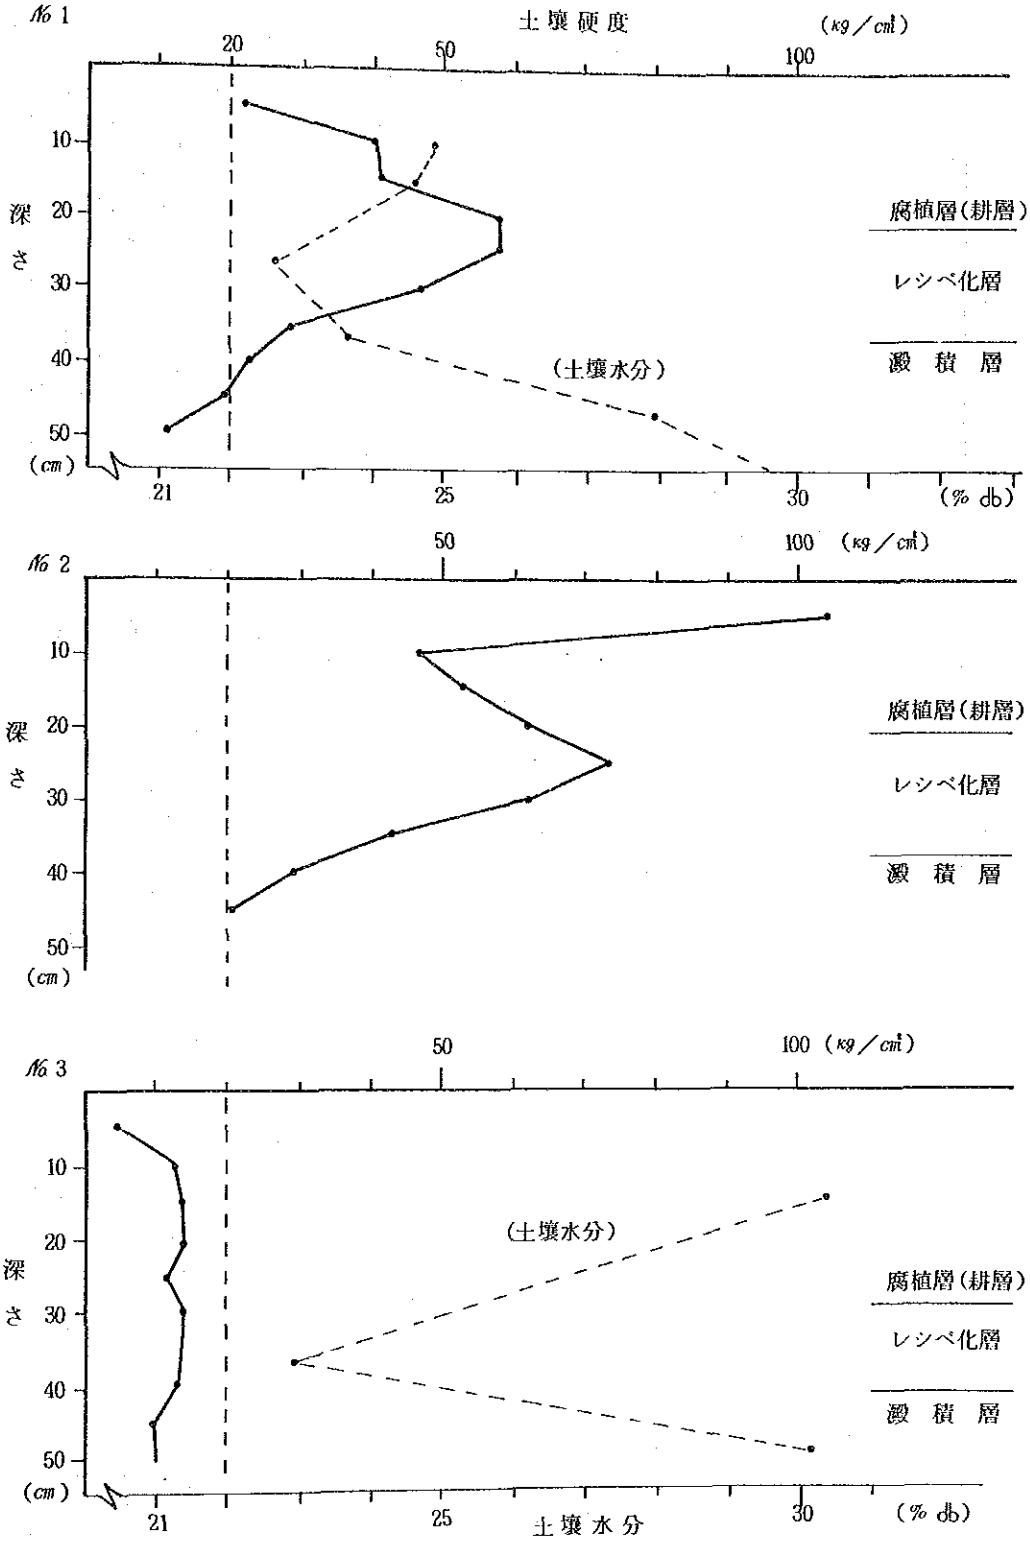 № 1
土壌硬度 (kg/cm²)
20 50 100
10
20
30
40
50
(cm)
深さ
腐植層(耕層)
レシベ化層
澱積層
(土壌水分)
21 25 30 (% db)
№ 2
50 100 (kg/cm²)
10
20
30
40
50
(cm)
深さ
腐植層(耕層)
レシベ化層
澱積層
№ 3
50 100 (kg/cm²)
10
20
30
40
50
(cm)
深さ
(土壌水分)
腐植層(耕層)
レシベ化層
澱積層
21 25 30 (% db)
土壌水分